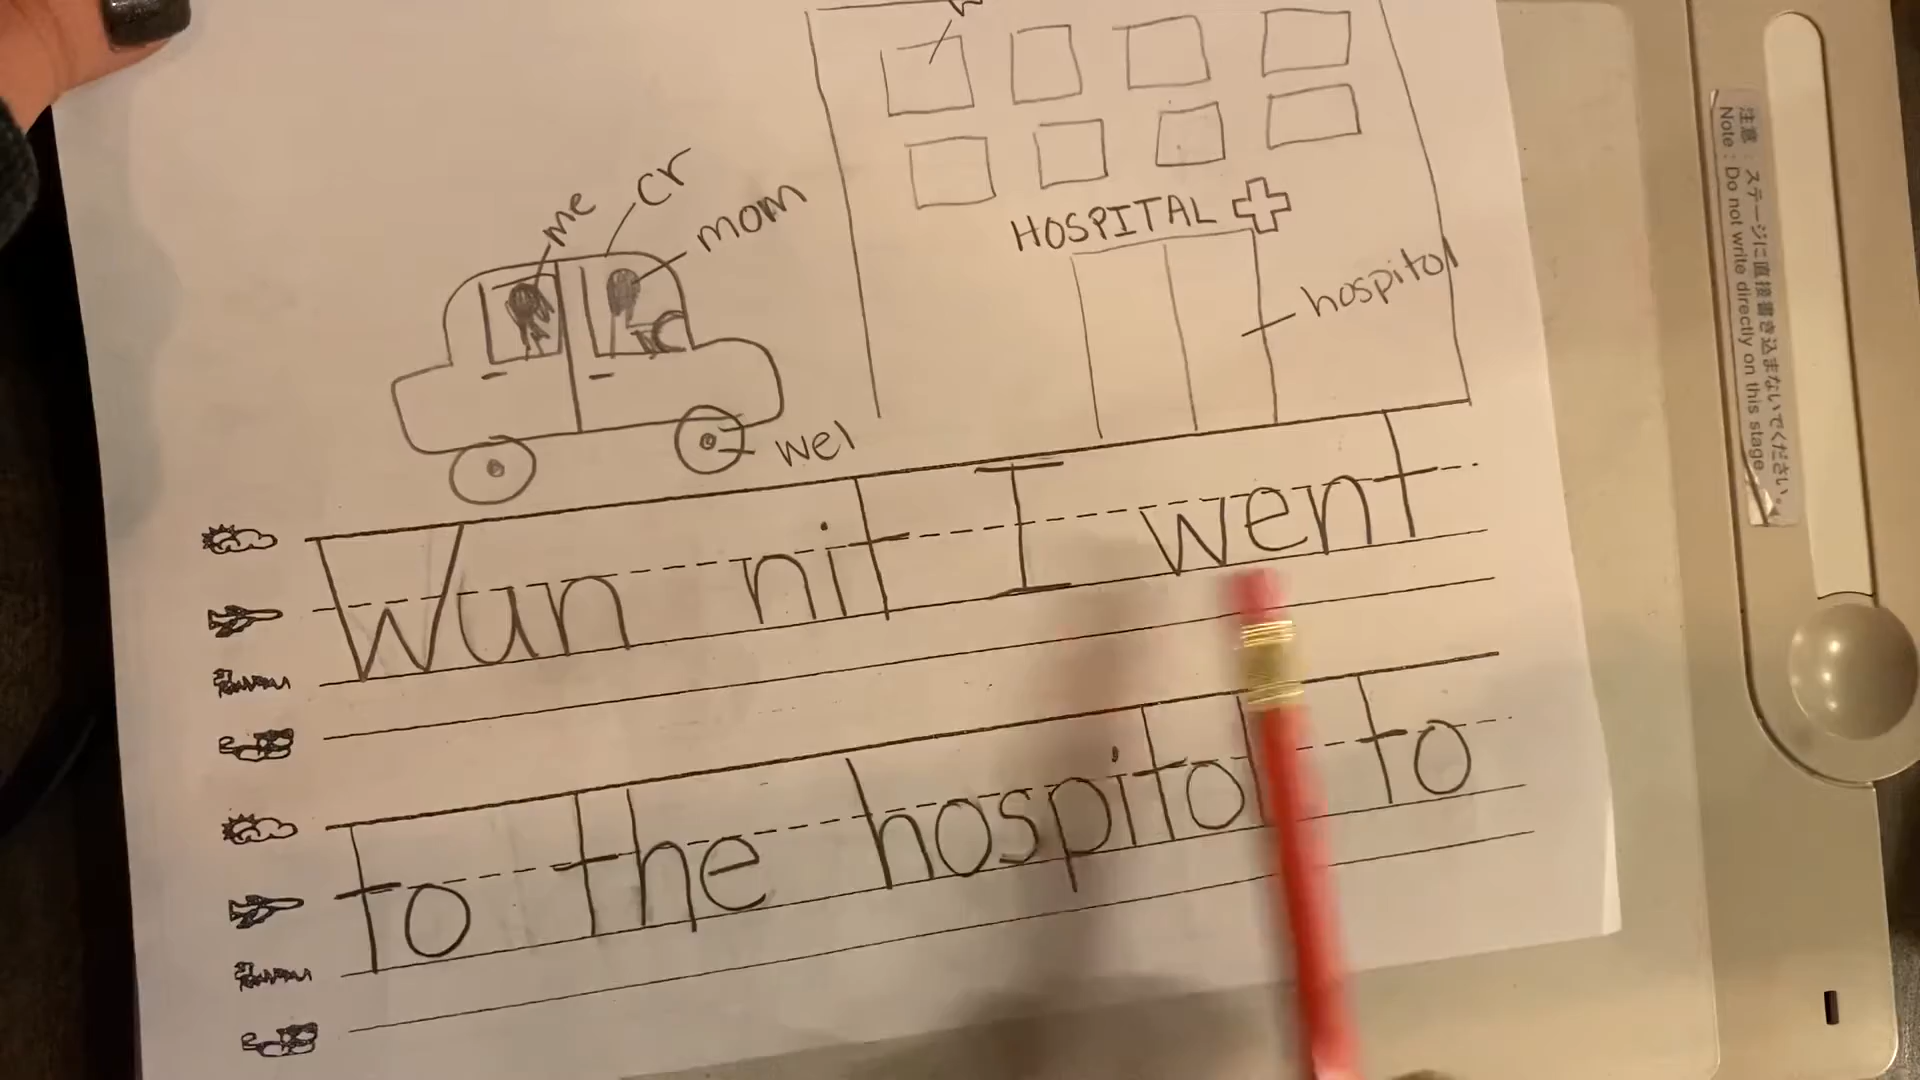 me
cr
mom
HOSPITAL
hospitol
wel
Wun nit I went
to the hospitol to
注意：ステージに直接書き込まないでください。
Note : Do not write directly on this stage